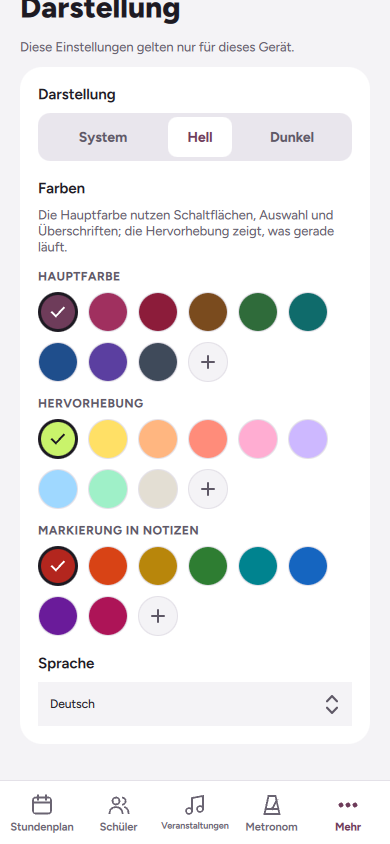 Darstellung
Diese Einstellungen gelten nur für dieses Gerät.
Darstellung
System Hell Dunkel
Farben
Die Hauptfarbe nutzen Schaltflächen, Auswahl und
Überschriften; die Hervorhebung zeigt, was gerade
läuft.
HAUPTFARBE
HERVORHEBUNG
MARKIERUNG IN NOTIZEN
Sprache
Deutsch
Stundenplan Schüler Veranstaltungen Metronom Mehr